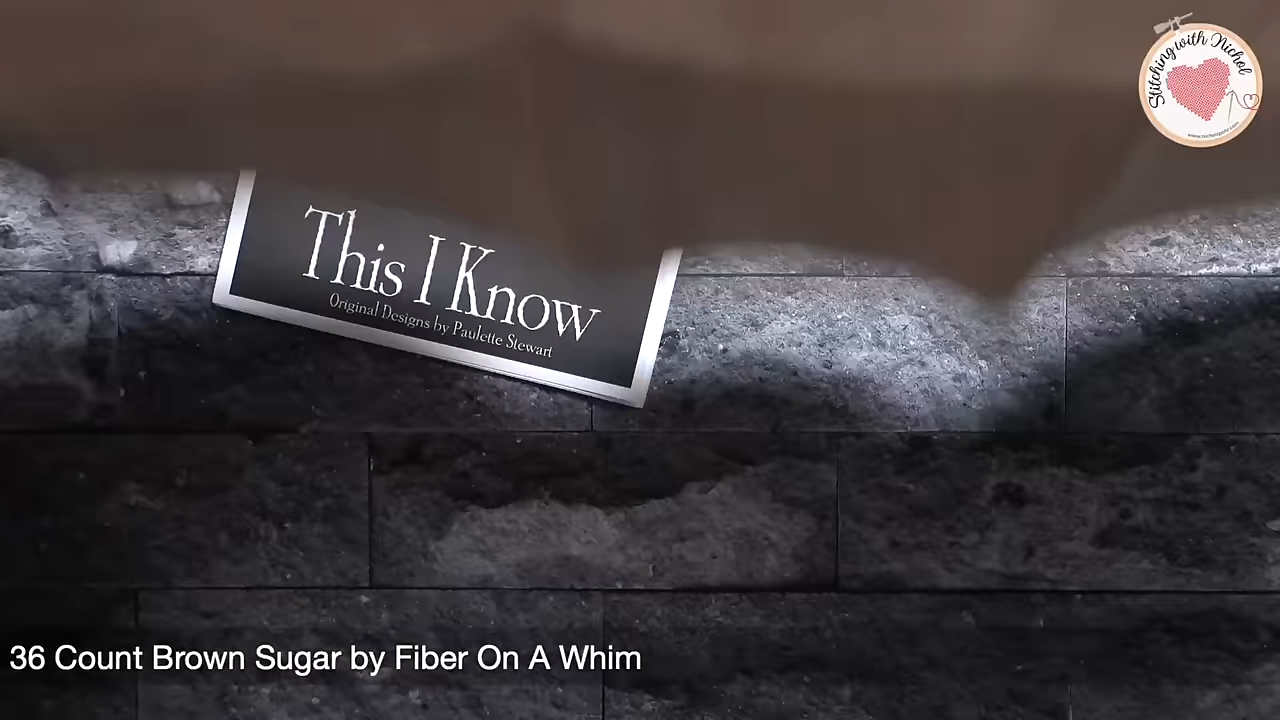 Stitching with Nichol
This I Know
Original Designs by Paulette Stewart
36 Count Brown Sugar by Fiber On A Whim